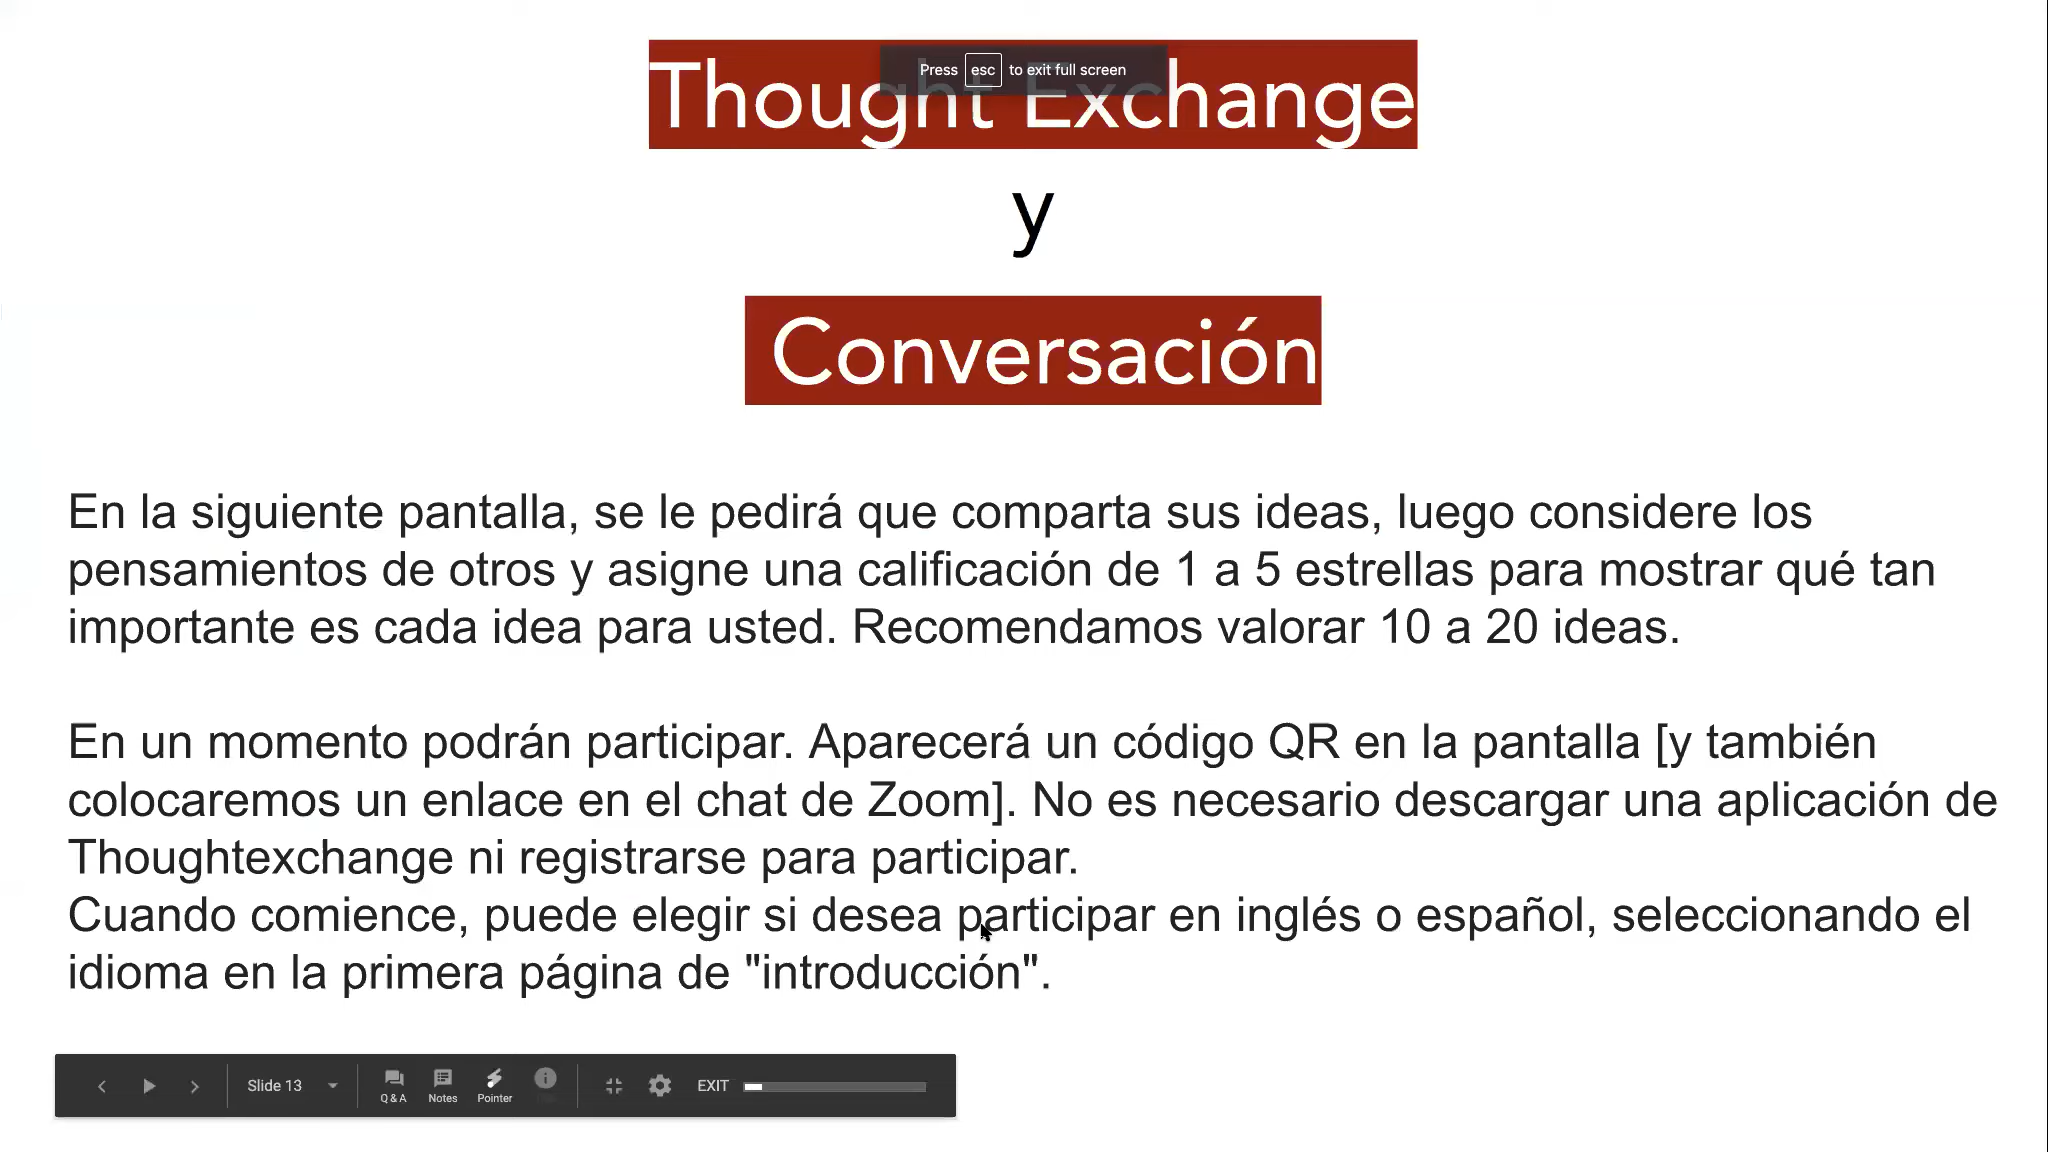 Thought Exchange
Press esc to exit full screen
y
Conversación
En la siguiente pantalla, se le pedirá que comparta sus ideas, luego considere los
pensamientos de otros y asigne una calificación de 1 a 5 estrellas para mostrar qué tan
importante es cada idea para usted. Recomendamos valorar 10 a 20 ideas.
En un momento podrán participar. Aparecerá un código QR en la pantalla [y también
colocaremos un enlace en el chat de Zoom]. No es necesario descargar una aplicación de
Thoughtexchange ni registrarse para participar.
Cuando comience, puede elegir si desea participar en inglés o español, seleccionando el
idioma en la primera página de "introducción".
Slide 13
Q & A
Notes
Pointer
EXIT